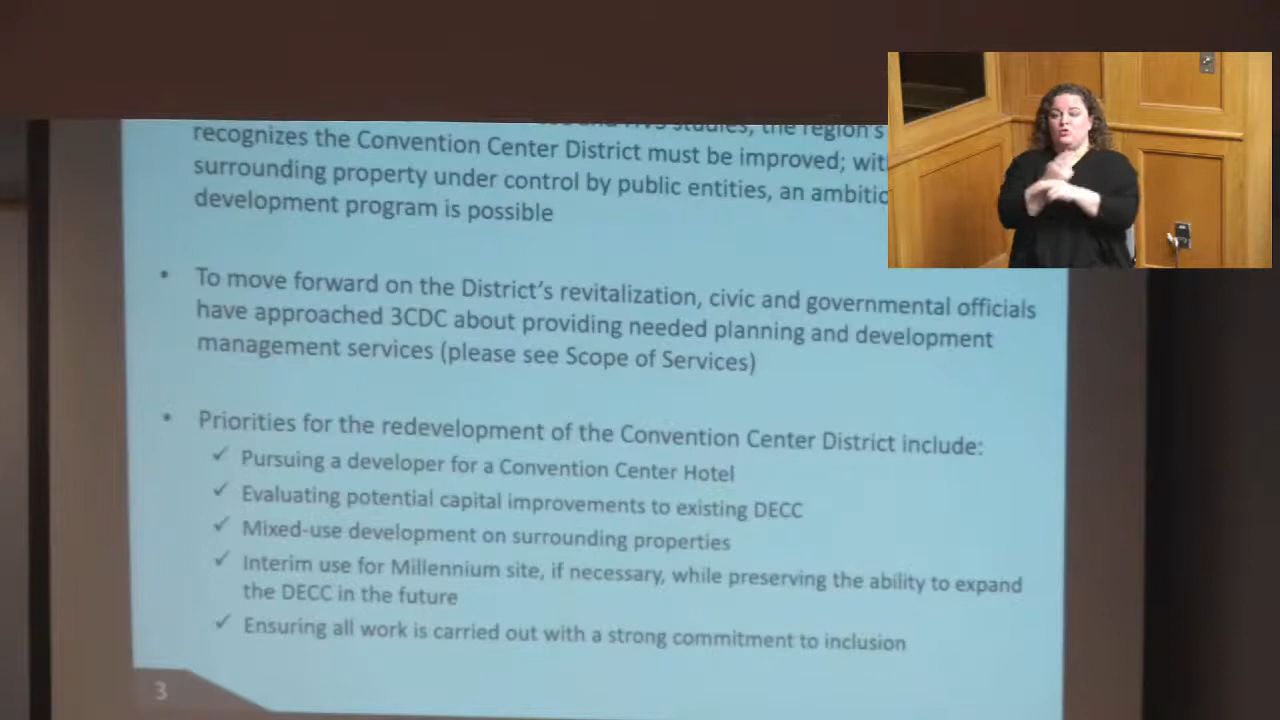 studies, the region's
recognizes the Convention Center District must be improved;
surrounding property under control by public entities, an
development program is possible
• To move forward on the District's revitalization, civic and governmental officials
have approached 3CDC about providing needed planning and development
management services (please see Scope of Services)
• Priorities for the redevelopment of the Convention Center District include:
✓ Pursuing a developer for a Convention Center Hotel
✓ Evaluating potential capital improvements to existing DECC
✓ Mixed-use development on surrounding properties
✓ Interim use for Millennium site, if necessary, while preserving the ability to expand
the DECC in the future
✓ Ensuring all work is carried out with a strong commitment to inclusion
3